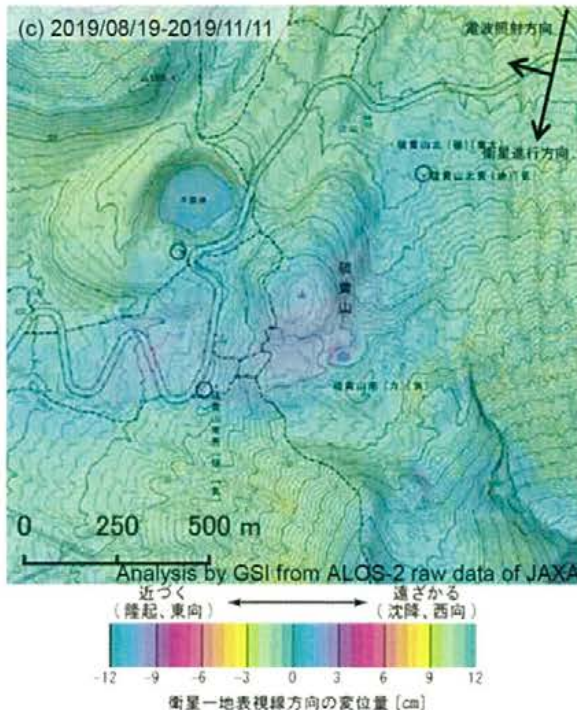 (c) 2019/08/19-2019/11/11
電波照射方向
衛星進行方向
硫黄山
0 250 500 m
Analysis by GSI from ALOS-2 raw data of JAXA
近づく
(隆起、東向)
遠ざかる
(沈降、西向)
-12 -9 -6 -3 0 3 6 9 12
衛星－地表視線方向の変位量 [cm]